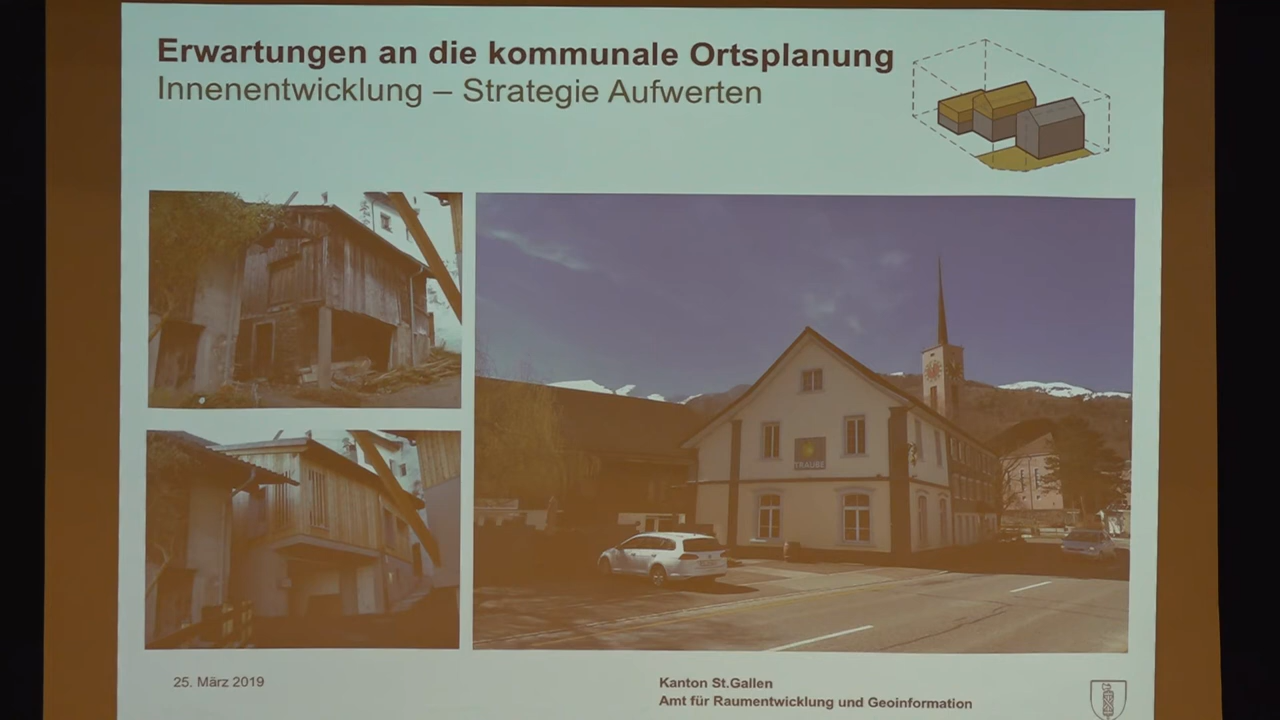 Erwartungen an die kommunale Ortsplanung
Innenentwicklung – Strategie Aufwerten
TRAUBE
25. März 2019
Kanton St.Gallen
Amt für Raumentwicklung und Geoinformation